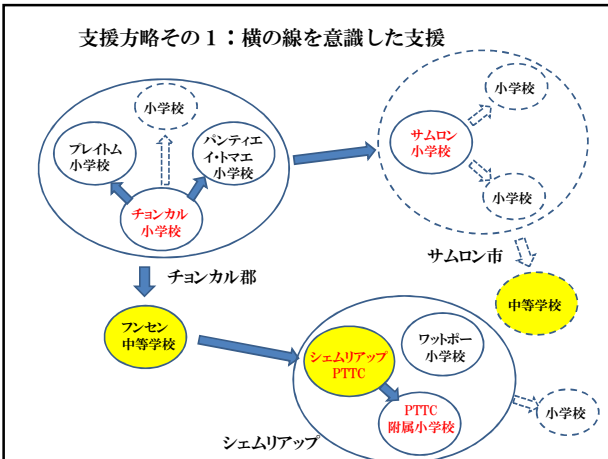 支援方略その１：横の線を意識した支援
小学校
プレイトム
小学校
パンティエ
イ・トマエ
小学校
チョンカル
小学校
小学校
サムロン
小学校
小学校
サムロン市
チョンカル郡
中等学校
フンセン
中等学校
シェムリアップ
PTTC
ワットポー
小学校
PTTC
附属小学校
小学校
シェムリアップ